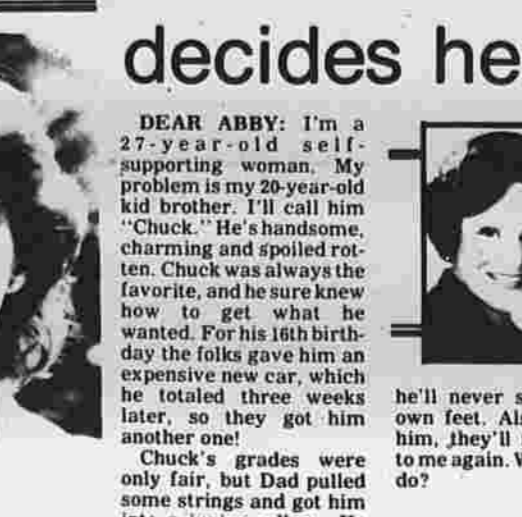 decides he
DEAR ABBY: I'm a
27-year-old self-
supporting woman. My
problem is my 20-year-old
kid brother. I'll call him
"Chuck." He's handsome,
charming and spoiled rot-
ten. Chuck was always the
favorite, and he sure knew
how to get what he
wanted. For his 16th birth-
day the folks gave him an
expensive new car, which
he totaled three weeks
later, so they got him
another one!
Chuck's grades were
only fair, but Dad pulled
some strings and got him
he'll never s
own feet. Als
him, they'll
to me again. W
do?